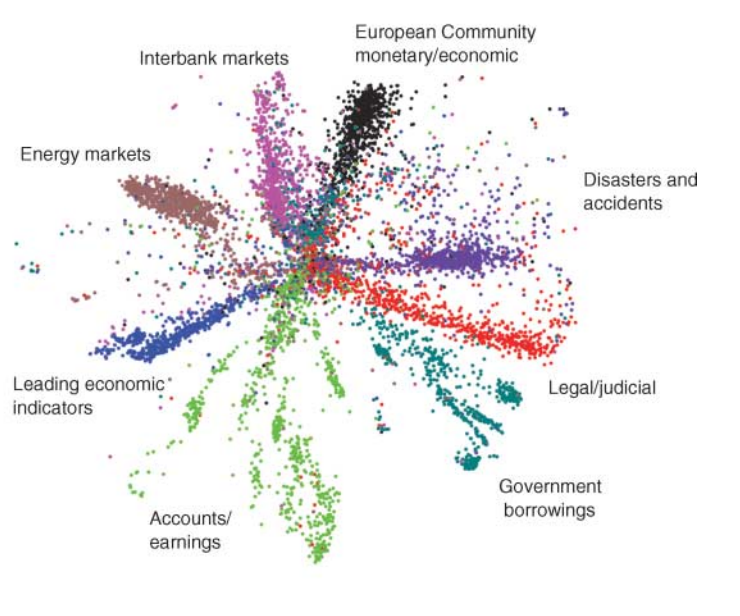 European Community
monetary/economic
Interbank markets
Energy markets
Disasters and
accidents
Leading economic
indicators
Legal/judicial
Government
borrowings
Accounts/
earnings